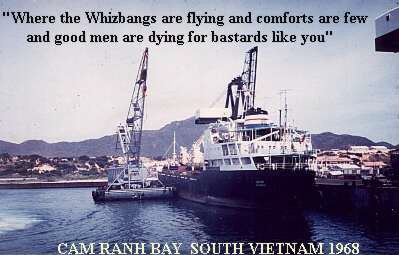 "Where the Whizbangs are flying and comforts are few
and good men are dying for bastards like you"
CAM RANH BAY SOUTH VIETNAM 1968